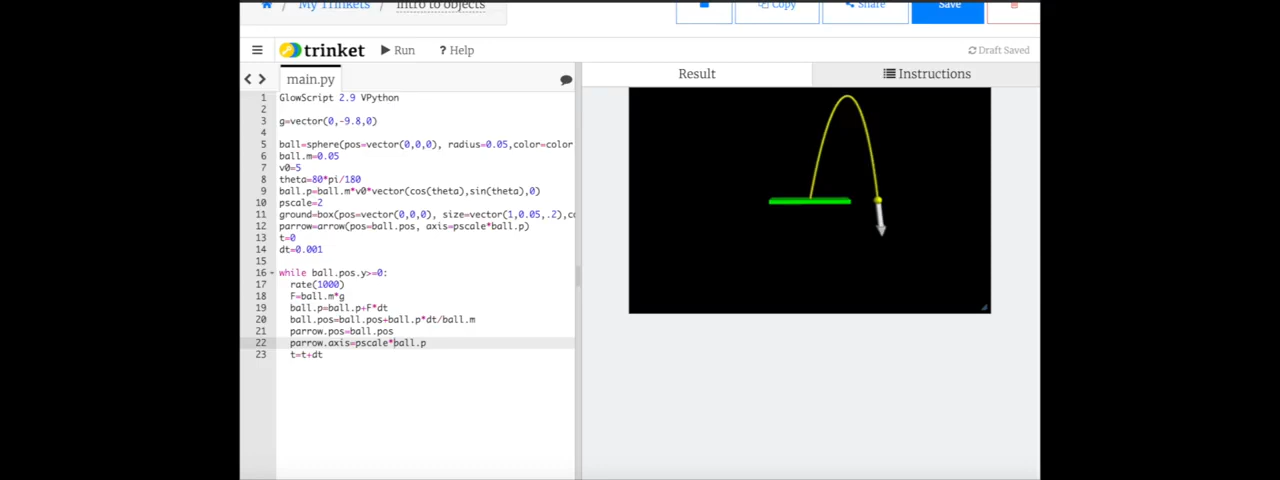 My Trinkets / Intro to objects
Copy
Share
Save
trinket
Run
? Help
Draft Saved
main.py
Result
Instructions
1 GlowScript 2.9 VPython
2
3 g=vector(0,-9.8,0)
4
5 ball=sphere(pos=vector(0,0,0), radius=0.05,color=color
6 ball.m=0.05
7 v0=5
8 theta=80*pi/180
9 ball.p=ball.m*v0*vector(cos(theta),sin(theta),0)
10 pscale=2
11 ground=box(pos=vector(0,0,0), size=vector(1,0.05,.2),co
12 parrow=arrow(pos=ball.pos, axis=pscale*ball.p)
13 t=0
14 dt=0.001
15
16 while ball.pos.y>=0:
17 rate(1000)
18 F=ball.m*g
19 ball.p=ball.p+F*dt
20 ball.pos=ball.pos+ball.p*dt/ball.m
21 parrow.pos=ball.pos
22 parrow.axis=pscale*ball.p
23 t=t+dt